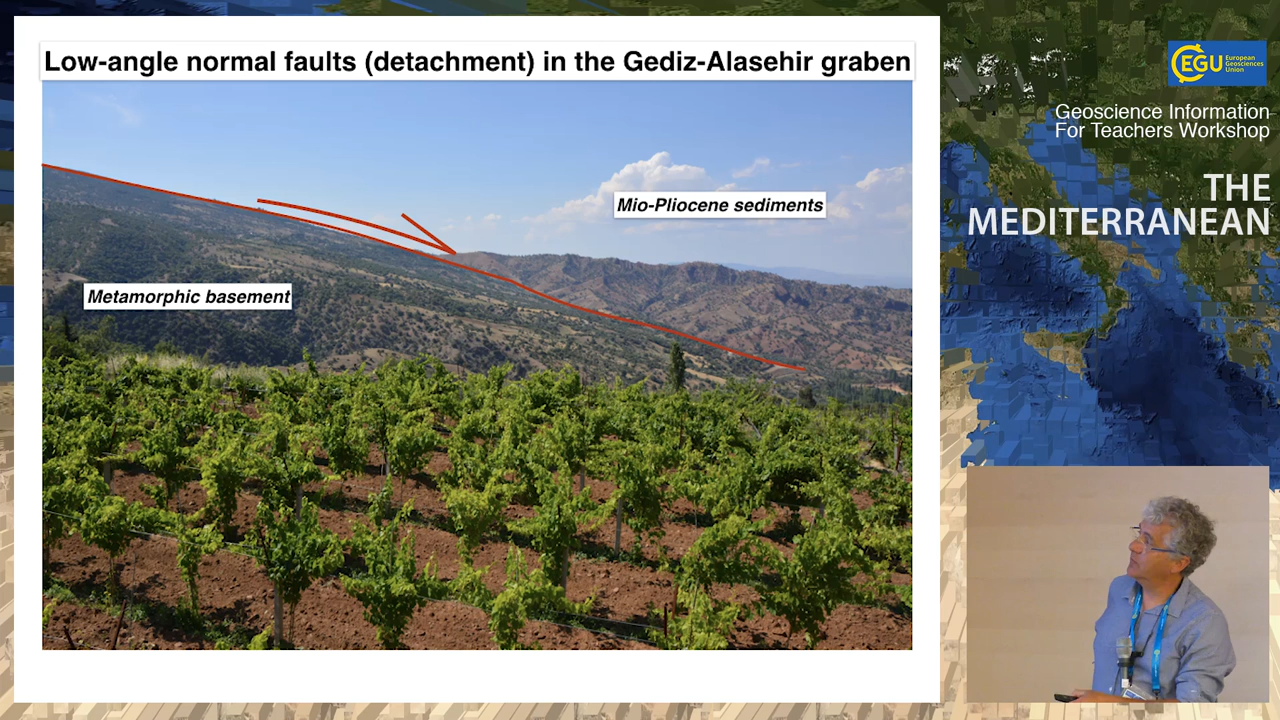 Low-angle normal faults (detachment) in the Gediz-Alasehir graben
Mio-Pliocene sediments
Metamorphic basement
EGU European
Geosciences
Union
Geoscience Information
For Teachers Workshop
THE
MEDITERRANEAN